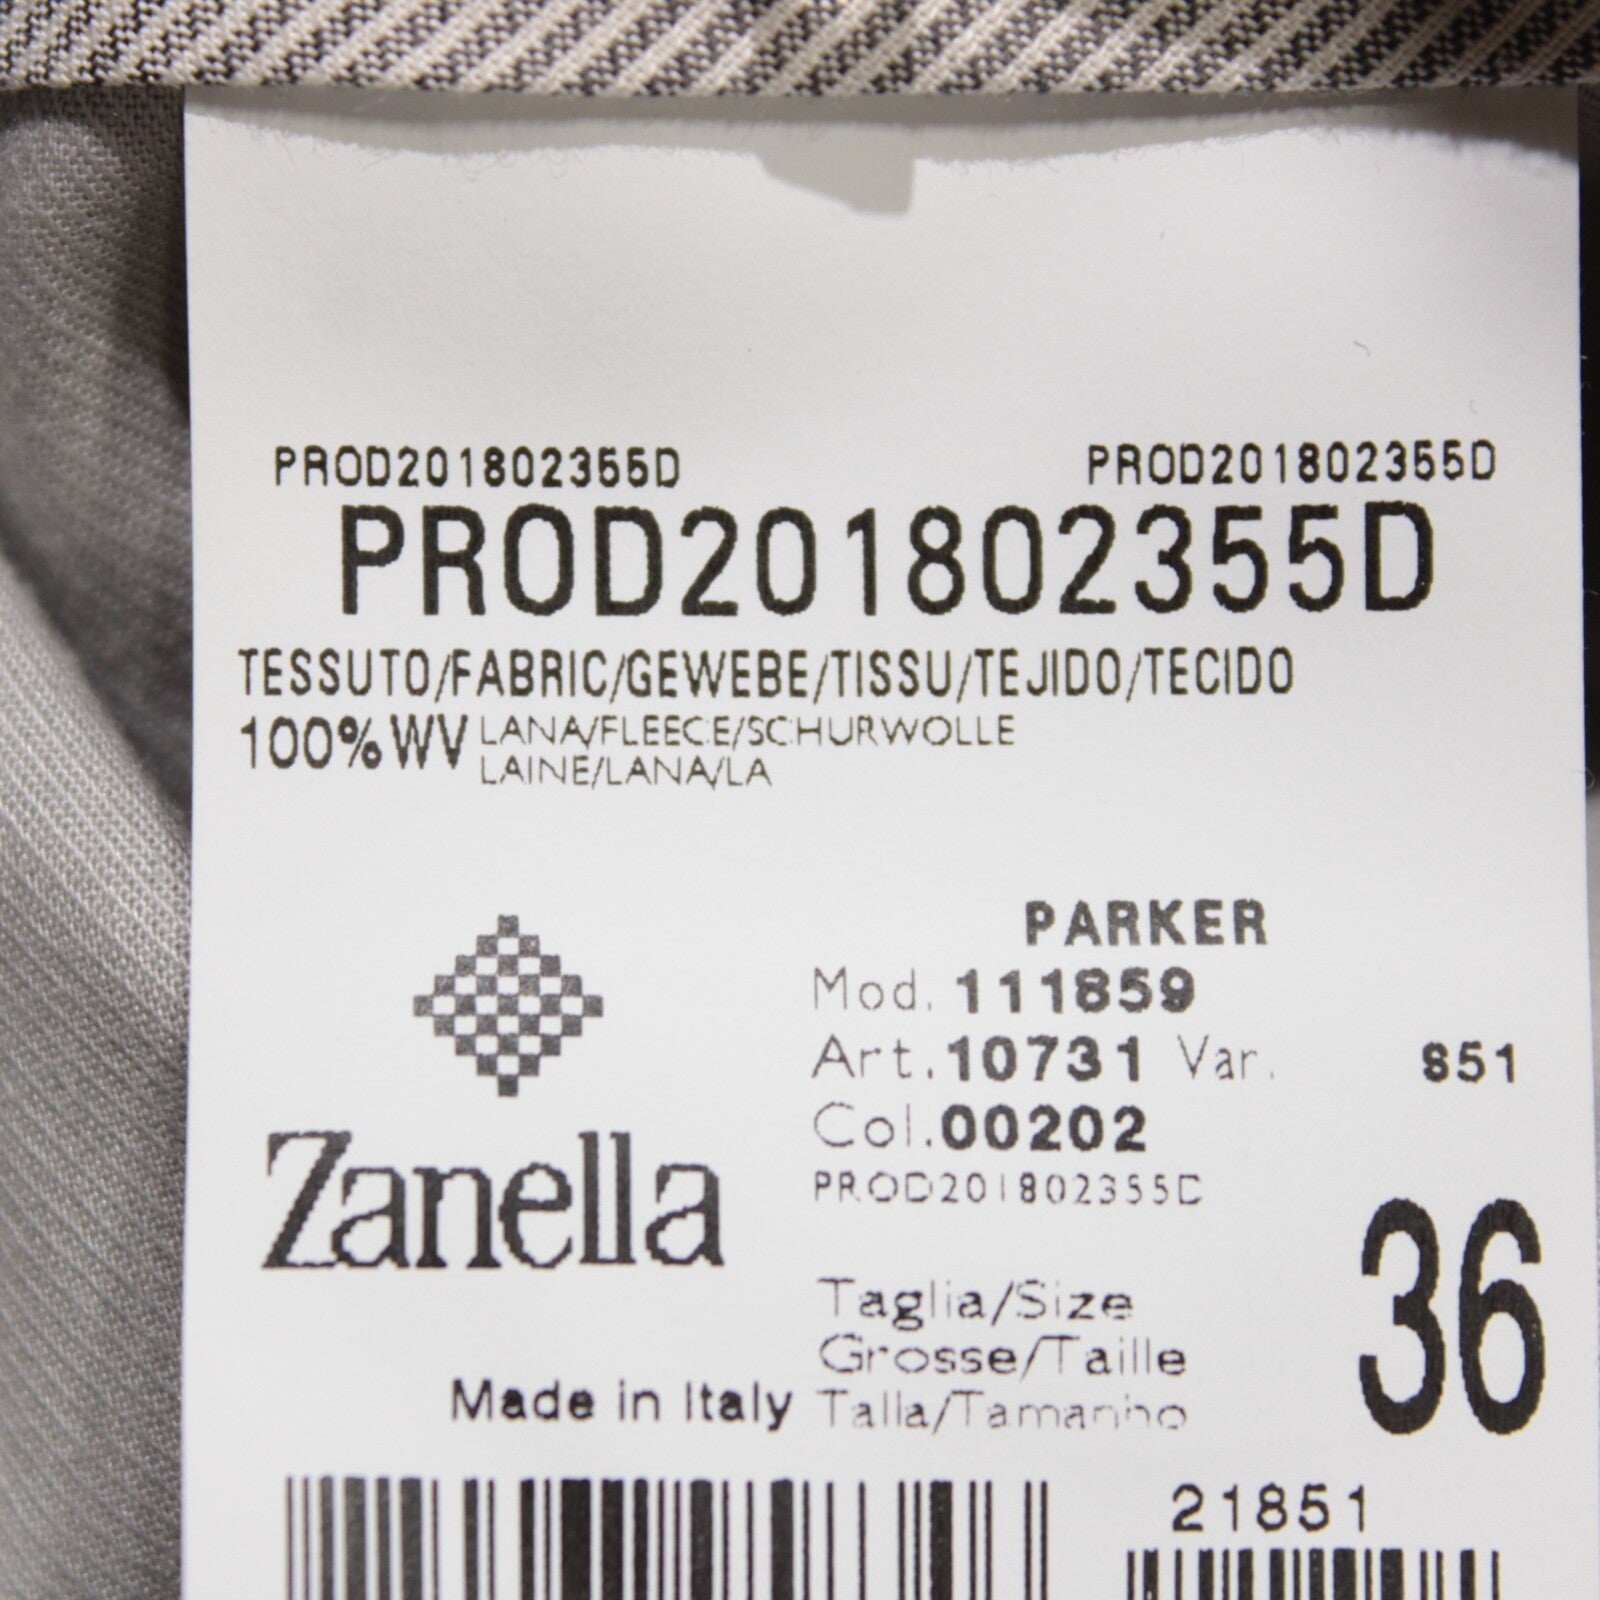 PROD201802355D PROD201802355D
PROD201802355D
TESSUTO/FABRIC/GEWEBE/TISSU/TEJIDO/TECIDO
100%WV LANA/FLEECE/SCHURWOLLE
LAINE/LANA/LA
PARKER
Mod. 111859
Art. 10731 Var. 851
Col. 00202
PROD201802355D
Zanella
Taglia/Size
Grosse/Taille
Talla/Tamanho
36
Made in Italy
21851